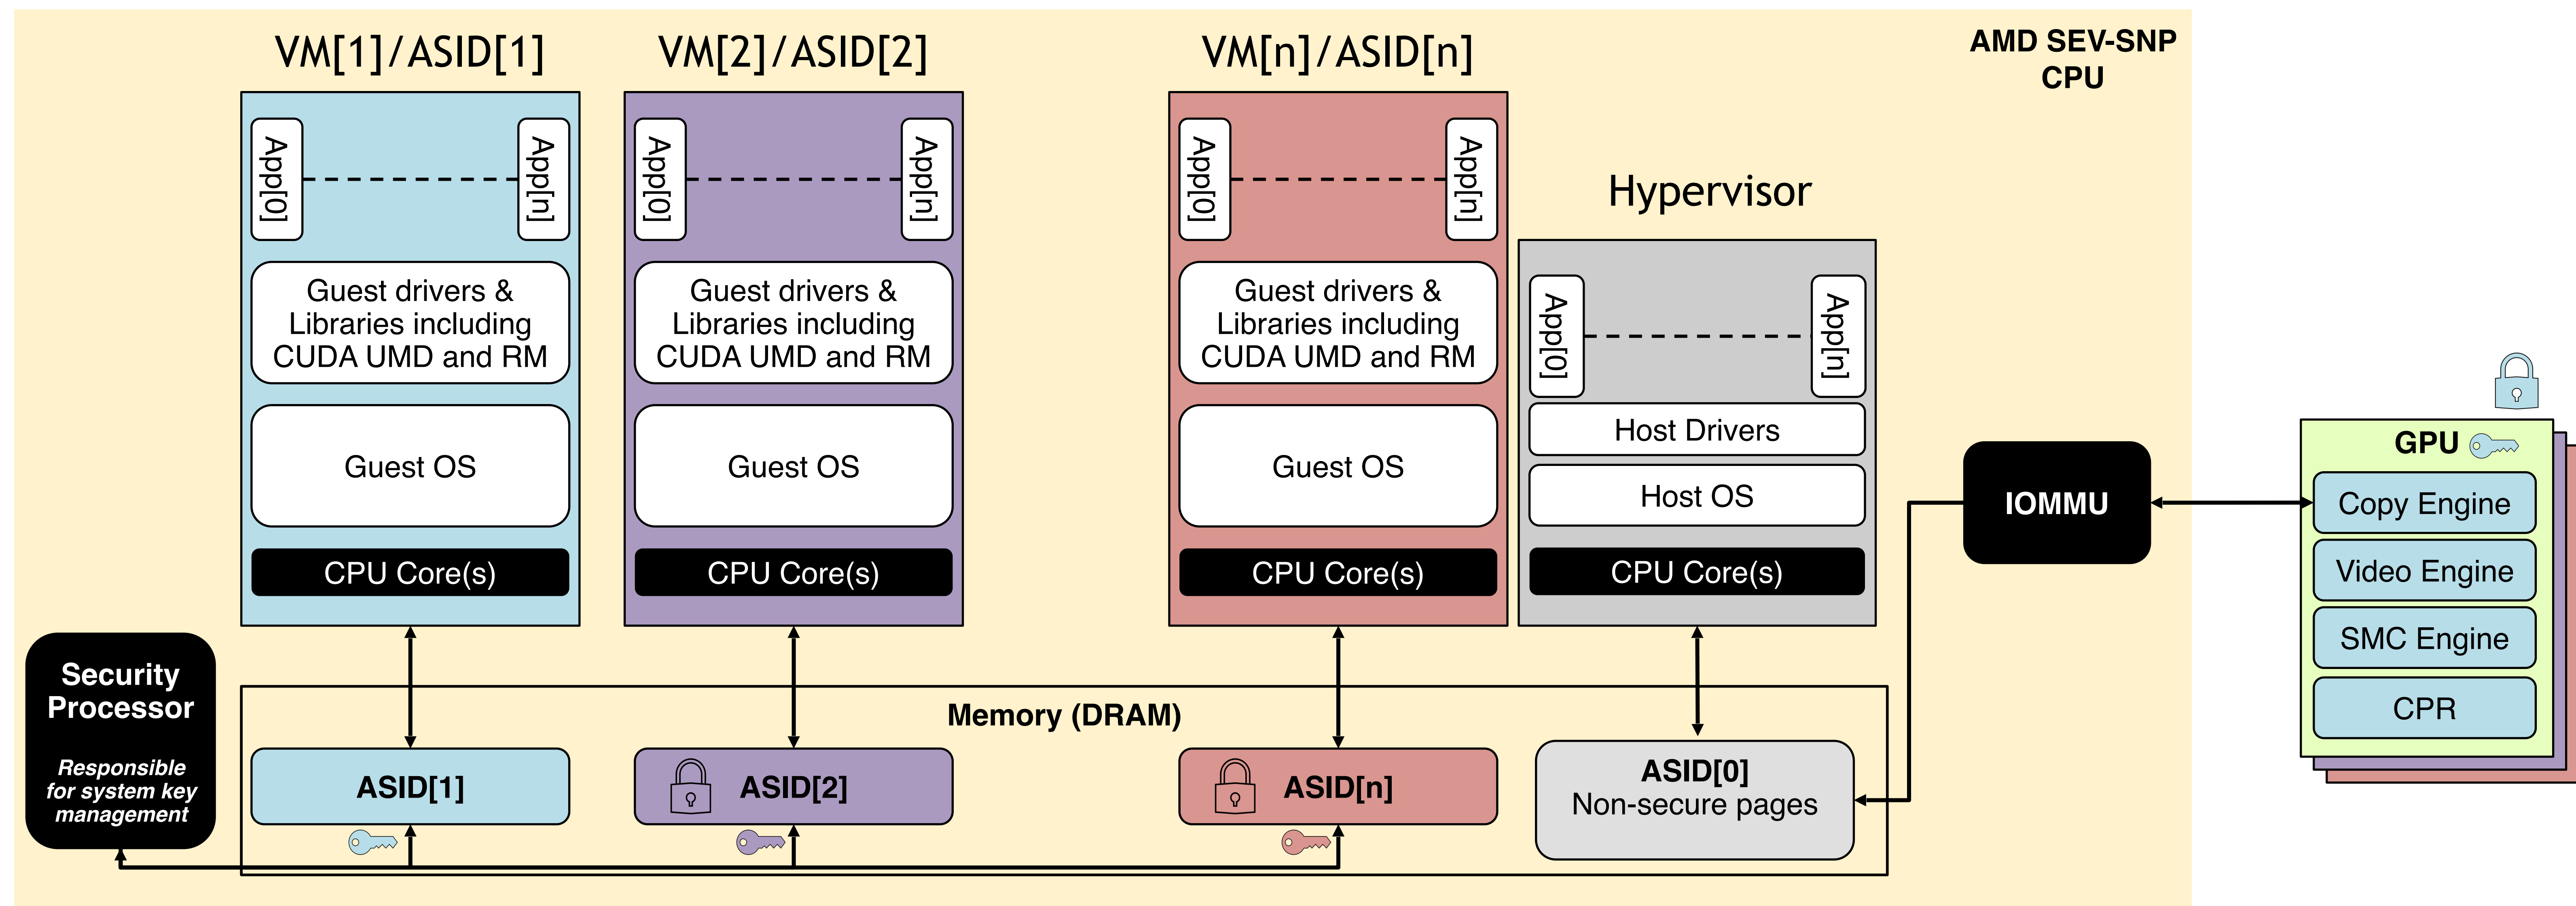 VM[1]/ASID[1]
VM[2]/ASID[2]
VM[n]/ASID[n]
AMD SEV-SNP
CPU
App[0]
App[n]
App[0]
App[n]
App[0]
App[n]
Hypervisor
App[0]
App[n]
Guest drivers &
Libraries including
CUDA UMD and RM
Guest drivers &
Libraries including
CUDA UMD and RM
Guest drivers &
Libraries including
CUDA UMD and RM
Host Drivers
Guest OS
Guest OS
Guest OS
Host OS
CPU Core(s)
CPU Core(s)
CPU Core(s)
CPU Core(s)
IOMMU
GPU
Copy Engine
Video Engine
SMC Engine
CPR
Security
Processor
Responsible
for system key
management
Memory (DRAM)
ASID[1]
ASID[2]
ASID[n]
ASID[0]
Non-secure pages